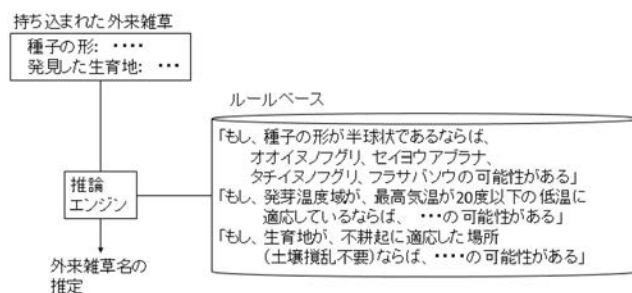 持ち込まれた外来雑草
種子の形: ・・・・
発見した生育地: ・・・
ルールベース
「もし、種子の形が半球状であるならば、
オオイヌノフグリ、セイヨウアブラナ、
タチイヌノフグリ、フラサバソウの可能性がある」
「もし、発芽温度域が、最高気温が20度以下の低温に
適応しているならば、 ・・・の可能性がある」
「もし、生育地が、不耕起に適応した場所
(土壌撹乱不要)ならば、・・・・の可能性がある」
推論
エンジン
外来雑草名の
推定